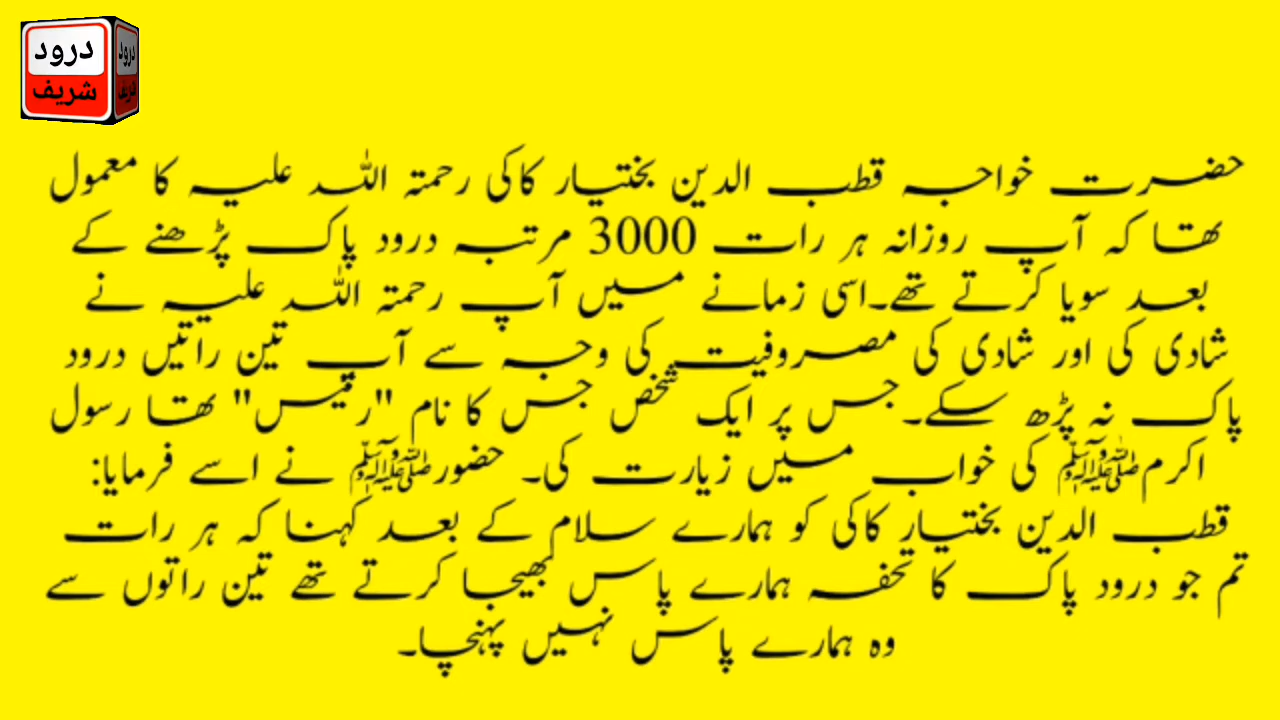 درود
شریف
درود
شریف
حضرت خواجہ قطب الدین بختیار کاکی رحمتہ اللہ علیہ کا معمول
تھا کہ آپ روزانہ ہر رات 3000 مرتبہ درود پاک پڑھنے کے
بعد سویا کرتے تھے۔اسی زمانے میں آپ رحمتہ اللہ علیہ نے
شادی کی اور شادی کی مصروفیت کی وجہ سے آپ تین راتیں درود
پاک نہ پڑھ سکے۔ جس پر ایک شخص جس کا نام "رئیس" تھا رسول
اکرمﷺ کی خواب میں زیارت کی۔ حضورﷺ نے اسے فرمایا:
قطب الدین بختیار کاکی کو ہمارے سلام کے بعد کہنا کہ ہر رات
تم جو درود پاک کا تحفہ ہمارے پاس بھیجا کرتے تھے تین راتوں سے
وہ ہمارے پاس نہیں پہنچا۔